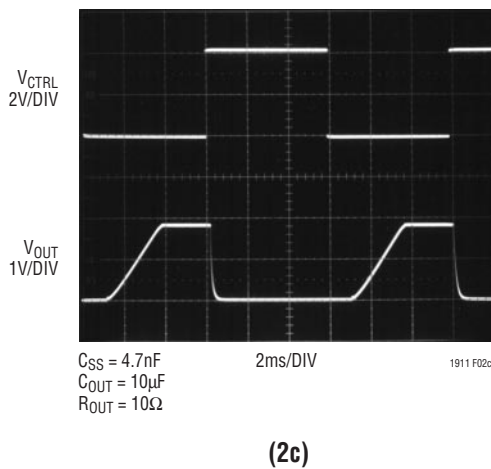 VCTRL
2V/DIV
VOUT
1V/DIV
CSS = 4.7nF
COUT = 10µF
ROUT = 10Ω
2ms/DIV
1911 F02c
(2c)